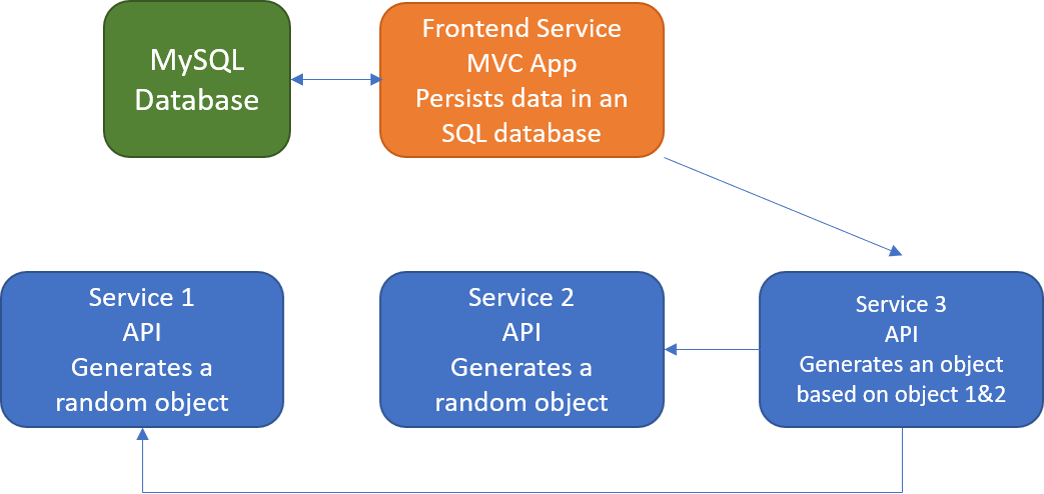 MySQL
Database
Frontend Service
MVC App
Persists data in an
SQL database
Service 1
API
Generates a
random object
Service 2
API
Generates a
random object
Service 3
API
Generates an object
based on object 1&2